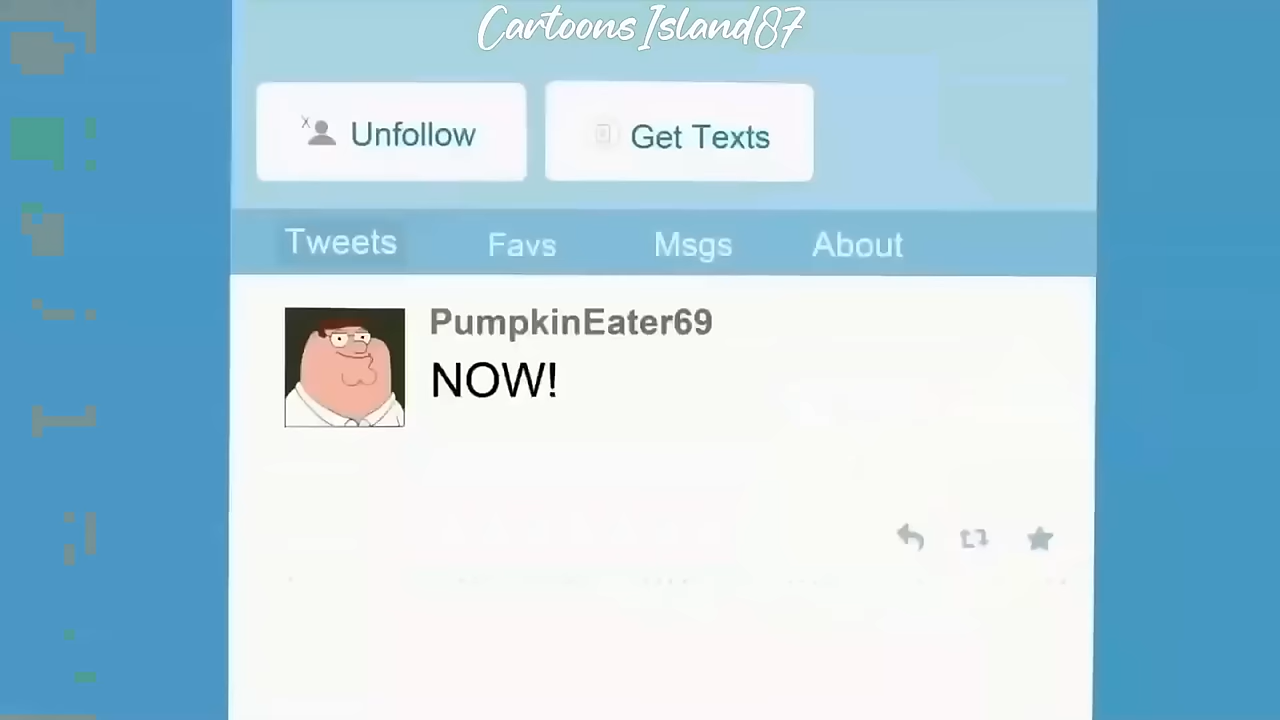 Cartoons Island87
Unfollow
Get Texts
Tweets Favs Msgs About
PumpkinEater69
NOW!